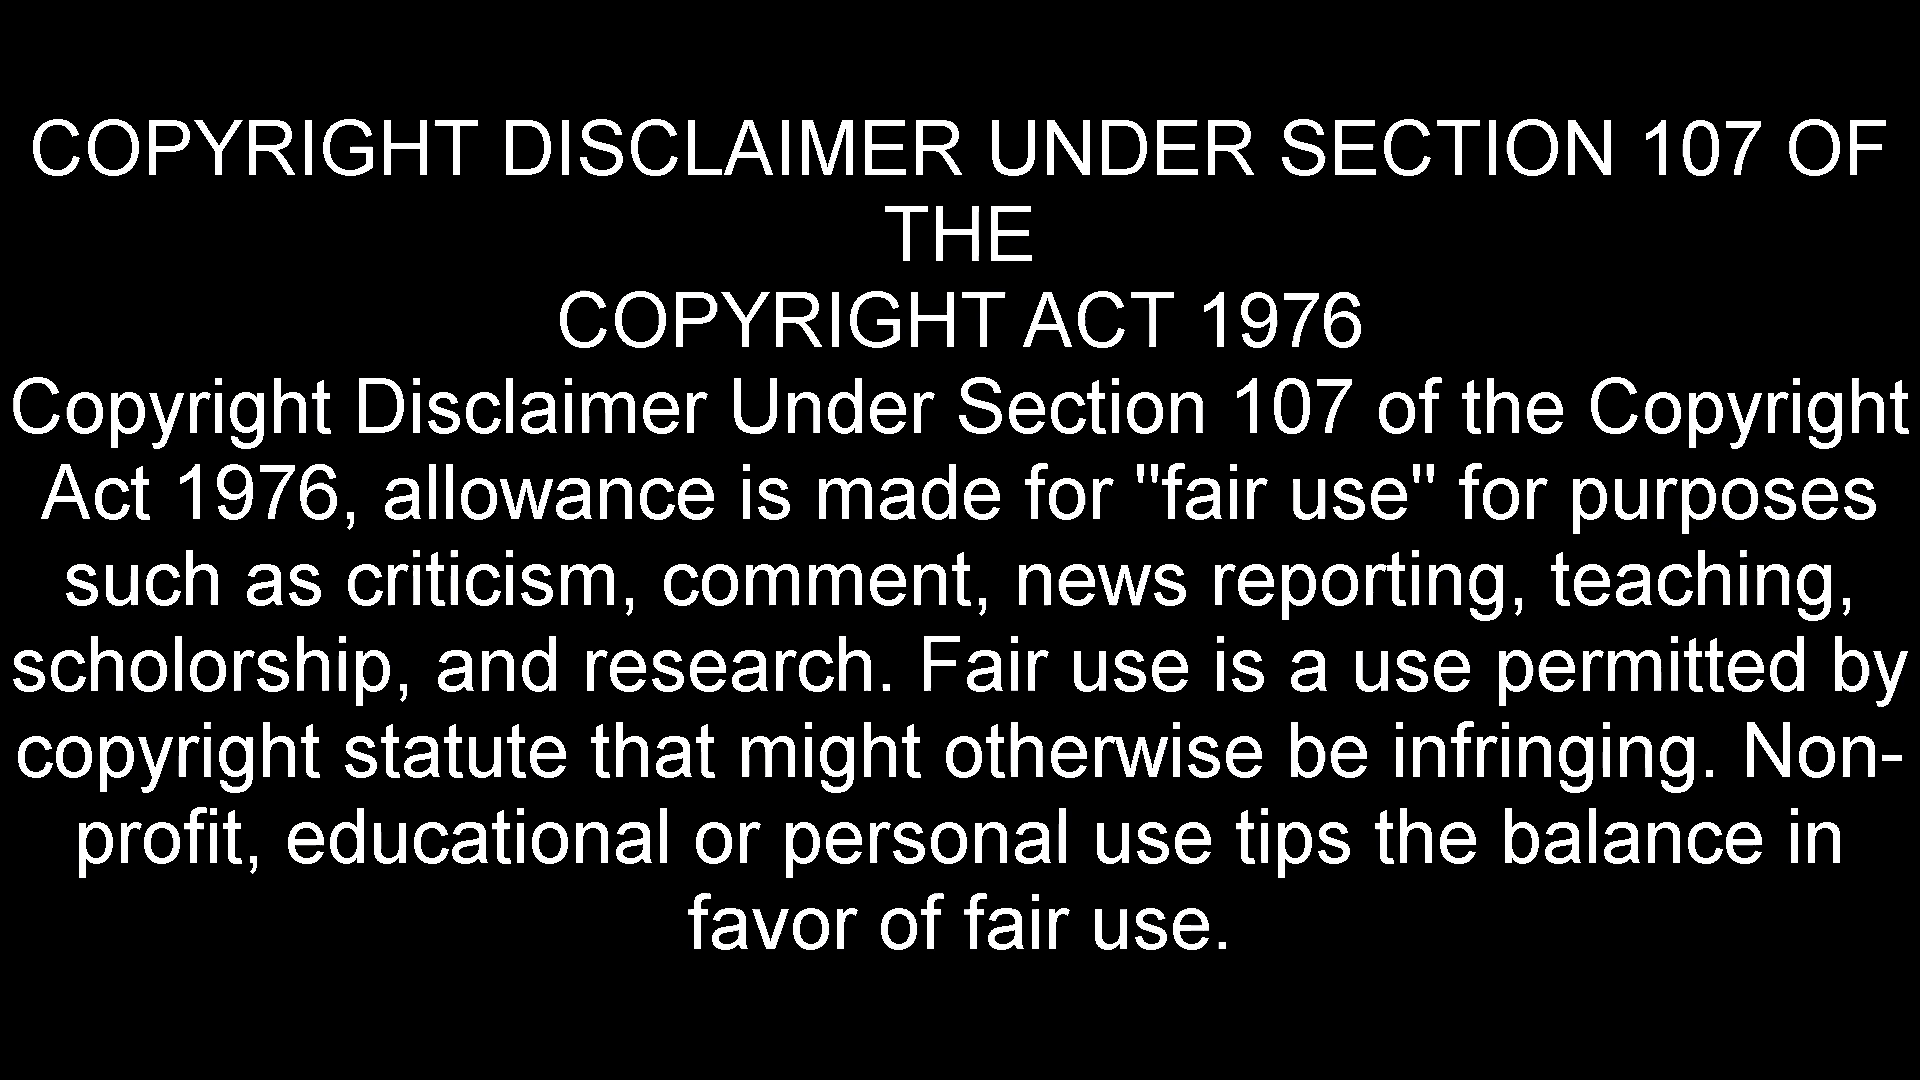 COPYRIGHT DISCLAIMER UNDER SECTION 107 OF
THE
COPYRIGHT ACT 1976
Copyright Disclaimer Under Section 107 of the Copyright
Act 1976, allowance is made for "fair use" for purposes
such as criticism, comment, news reporting, teaching,
scholorship, and research. Fair use is a use permitted by
copyright statute that might otherwise be infringing. Non-
profit, educational or personal use tips the balance in
favor of fair use.